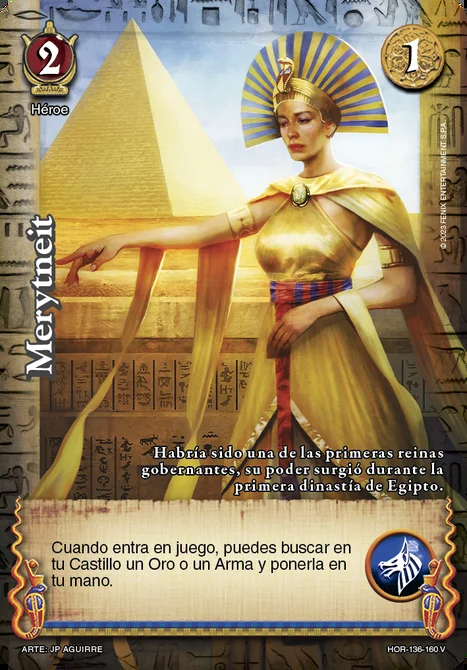 2
1
Héroe
© 2023 FENIX ENTERTAINMENT S.P.A.
Merytneit
Habría sido una de las primeras reinas
gobernantes, su poder surgió durante la
primera dinastía de Egipto.
Cuando entra en juego, puedes buscar en
tu Castillo un Oro o un Arma y ponerla en
tu mano.
ARTE: JP AGUIRRE
HOR-136-160 V